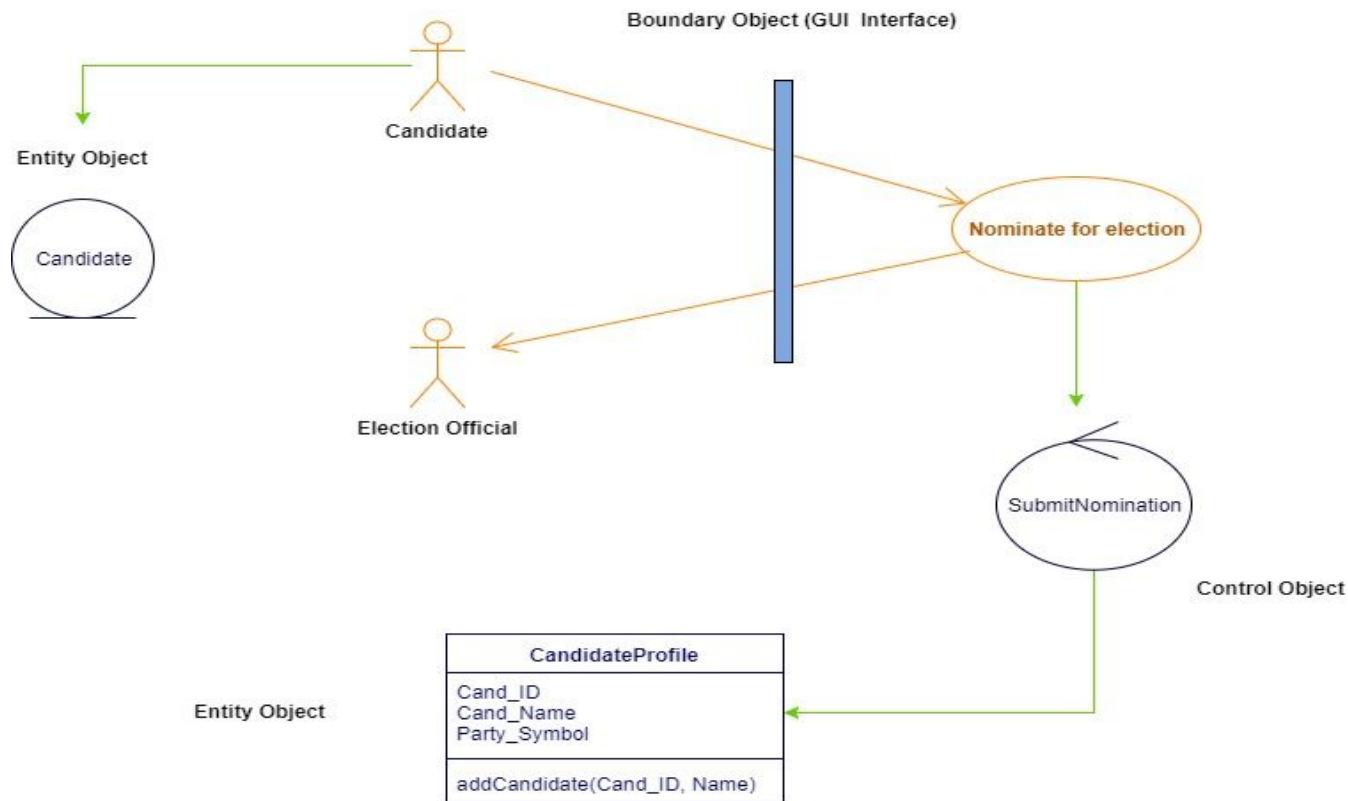 Boundary Object (GUI Interface)
Candidate
Entity Object
Candidate
Nominate for election
Election Official
SubmitNomination
Control Object
CandidateProfile
Cand_ID
Cand_Name
Party_Symbol
Entity Object
addCandidate(Cand_ID, Name)